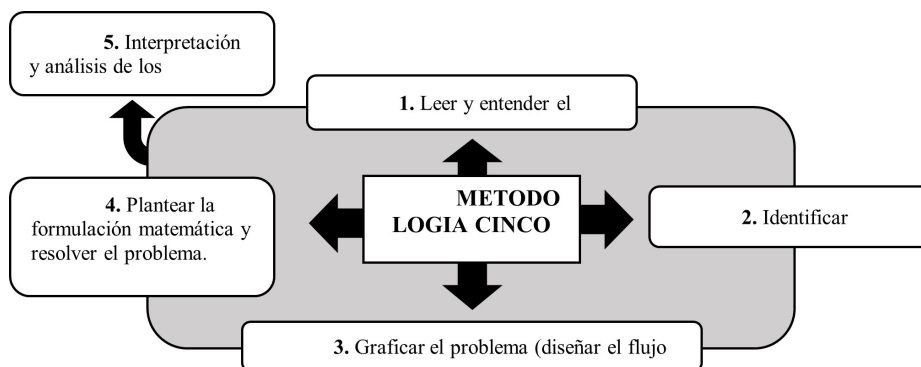 5. Interpretación
y análisis de los
1. Leer y entender el
4. Plantear la
formulación matemática y
resolver el problema.
METODO
LOGIA CINCO
2. Identificar
3. Graficar el problema (diseñar el flujo